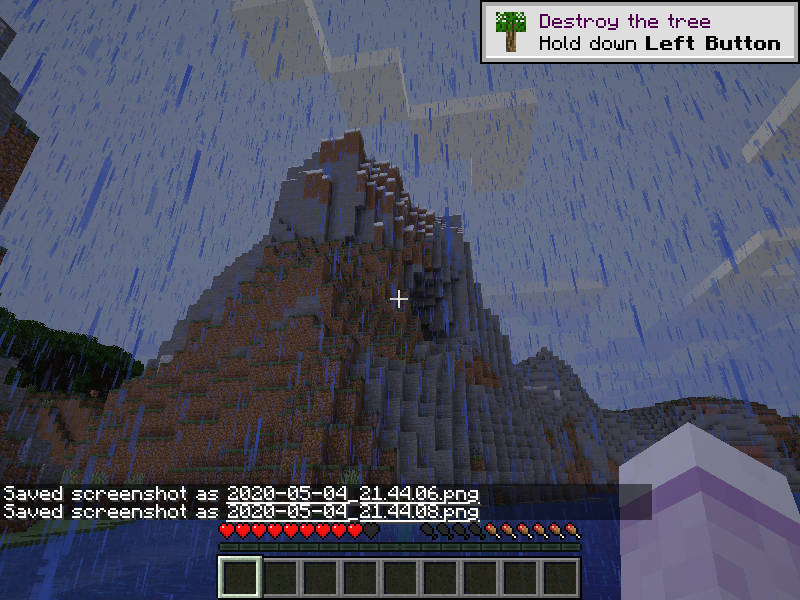 Destroy the tree
Hold down Left Button
Saved screenshot as 2020-05-04_21.44.06.png
Saved screenshot as 2020-05-04_21.44.08.png